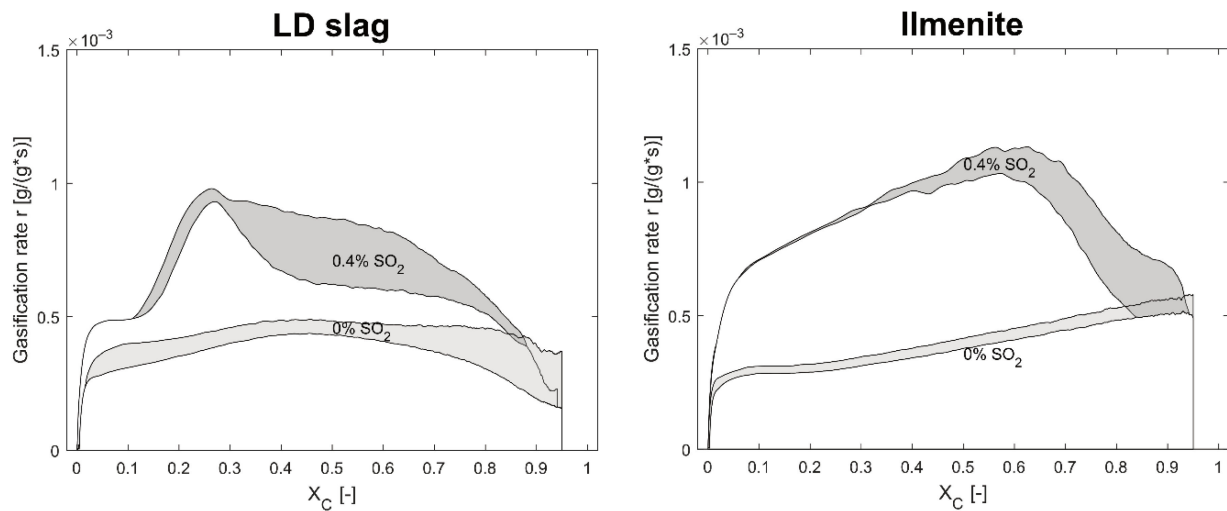 LD slag
×10⁻³
1.5
1
0.5
0
Gasification rate r [g/(g*s)]
0.4% SO₂
0% SO₂
0 0.1 0.2 0.3 0.4 0.5 0.6 0.7 0.8 0.9 1
X_C [-]
Ilmenite
×10⁻³
1.5
1
0.5
0
Gasification rate r [g/(g*s)]
0.4% SO₂
0% SO₂
0 0.1 0.2 0.3 0.4 0.5 0.6 0.7 0.8 0.9 1
X_C [-]